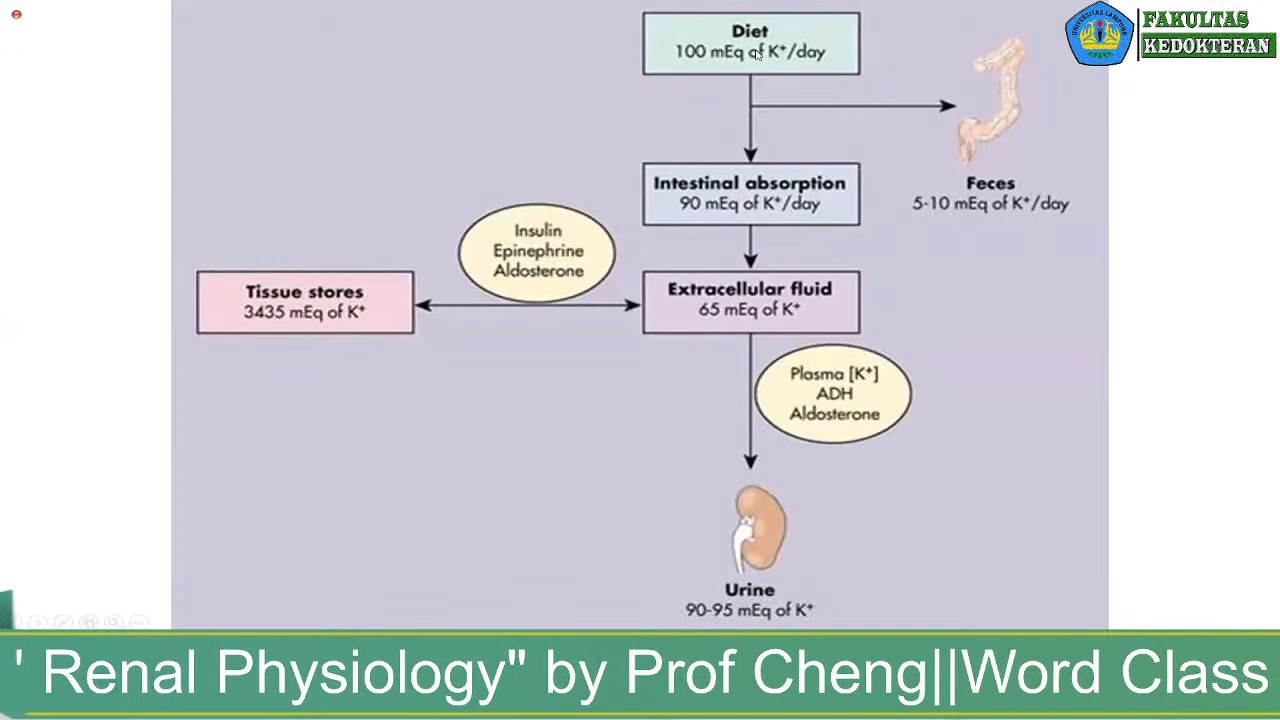 Diet
100 mEq of K⁺/day
UNIVERSITAS LAMPUNG
FAKULTAS
KEDOKTERAN
Intestinal absorption
90 mEq of K⁺/day
Feces
5-10 mEq of K⁺/day
Insulin
Epinephrine
Aldosterone
Tissue stores
3435 mEq of K⁺
Extracellular fluid
65 mEq of K⁺
Plasma [K⁺]
ADH
Aldosterone
Urine
90-95 mEq of K⁺
' Renal Physiology" by Prof Cheng||Word Class